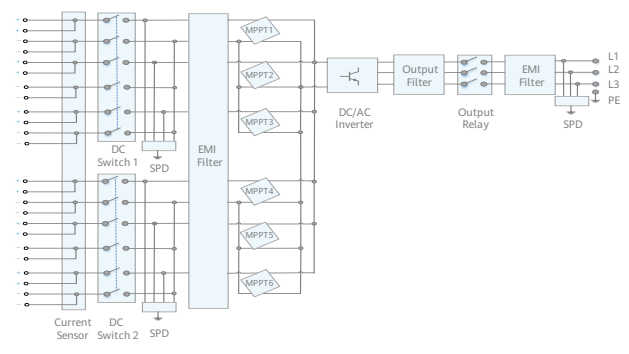 MPPT1
MPPT2
MPPT3
MPPT4
MPPT5
MPPT6
DC
Switch 1
SPD
EMI
Filter
DC/AC
Inverter
Output
Filter
Output
Relay
EMI
Filter
SPD
L1
L2
L3
PE
Current
Sensor
DC
Switch 2
SPD